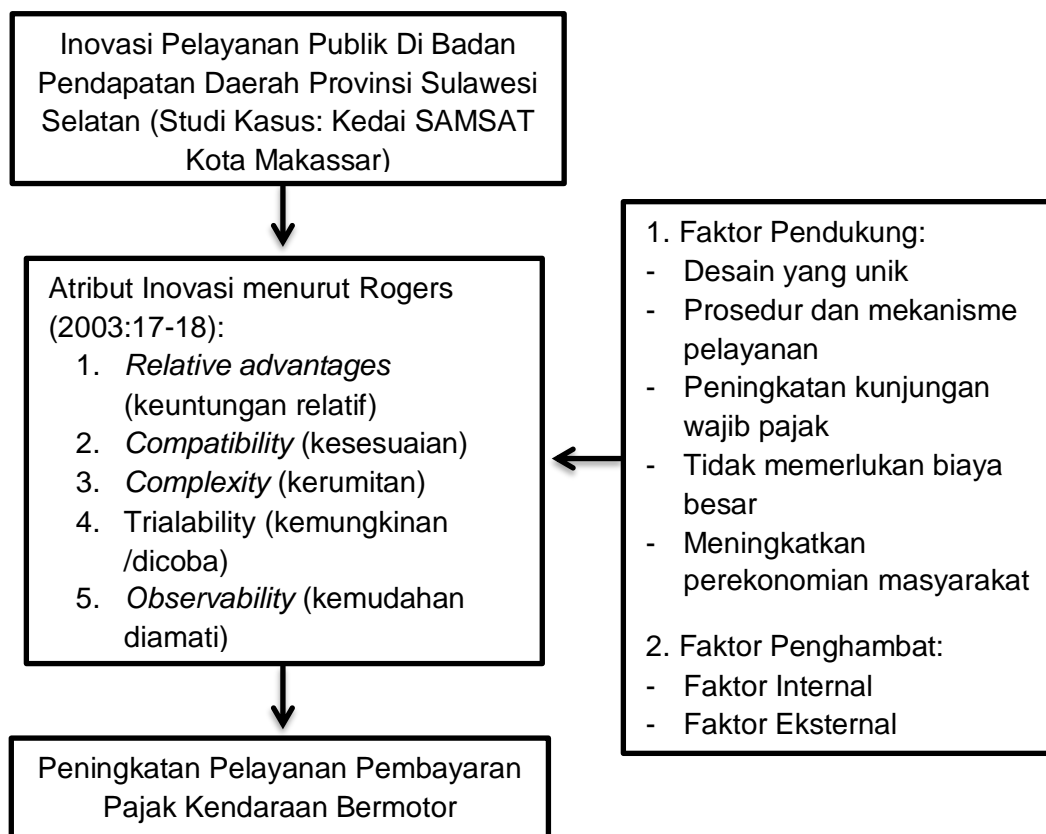 Inovasi Pelayanan Publik Di Badan
Pendapatan Daerah Provinsi Sulawesi
Selatan (Studi Kasus: Kedai SAMSAT
Kota Makassar)
Atribut Inovasi menurut Rogers
(2003:17-18):
1. Relative advantages
(keuntungan relatif)
2. Compatibility (kesesuaian)
3. Complexity (kerumitan)
4. Trialability (kemungkinan
/dicoba)
5. Observability (kemudahan
diamati)
1. Faktor Pendukung:
- Desain yang unik
- Prosedur dan mekanisme
pelayanan
- Peningkatan kunjungan
wajib pajak
- Tidak memerlukan biaya
besar
- Meningkatkan
perekonomian masyarakat
2. Faktor Penghambat:
- Faktor Internal
- Faktor Eksternal
Peningkatan Pelayanan Pembayaran
Pajak Kendaraan Bermotor